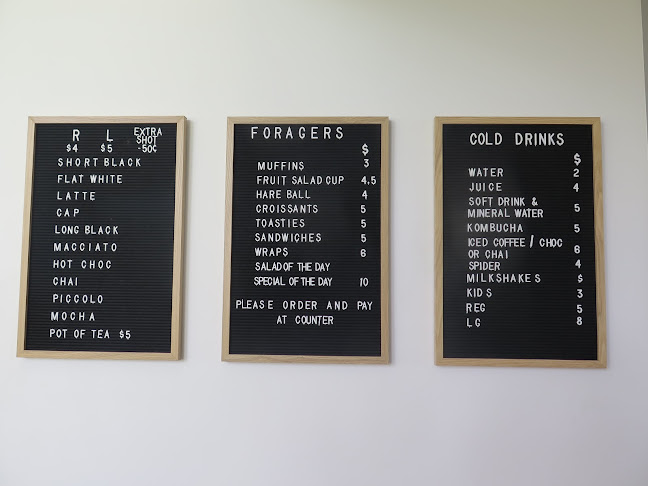 R L EXTRA
SHOT
$4 $5 -50¢
SHORT BLACK
FLAT WHITE
LATTE
CAP
LONG BLACK
MACCIATO
HOT CHOC
CHAI
PICCOLO
MOCHA
POT OF TEA $5
FORAGERS
$
MUFFINS 3
FRUIT SALAD CUP 4.5
HARE BALL 4
CROISSANTS 5
TOASTIES 5
SANDWICHES 5
WRAPS 6
SALAD OF THE DAY
SPECIAL OF THE DAY 10
PLEASE ORDER AND PAY
AT COUNTER
COLD DRINKS
$
WATER 2
JUICE 4
SOFT DRINK &
MINERAL WATER 5
KOMBUCHA 5
ICED COFFEE / CHOC
OR CHAI 6
SPIDER 4
MILKSHAKES $
KIDS 3
REG 5
LG 8